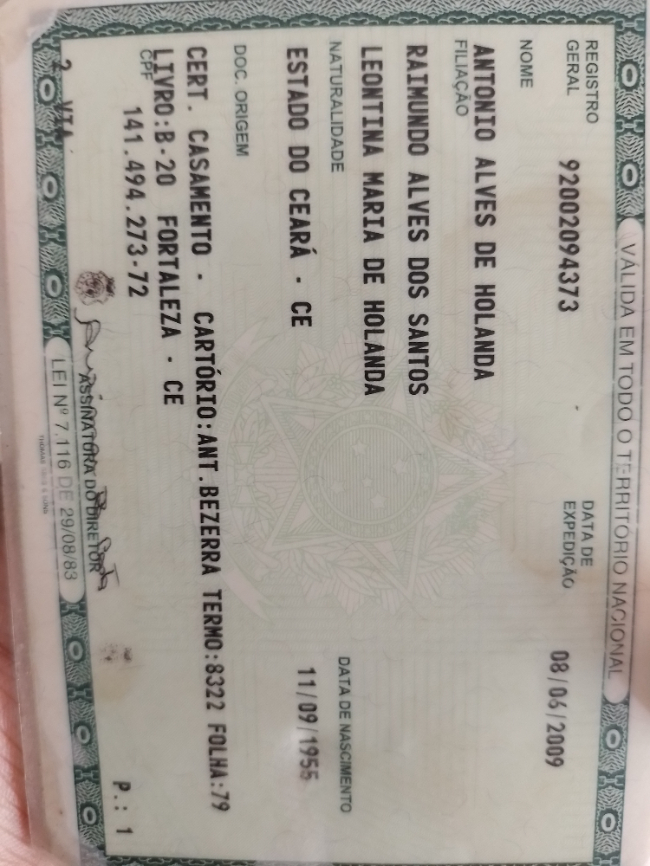 VÁLIDA EM TODO O TERRITÓRIO NACIONAL
REGISTRO GERAL 92002094373 DATA DE EXPEDIÇÃO 08/06/2009
NOME
ANTONIO ALVES DE HOLANDA
FILIAÇÃO
RAIMUNDO ALVES DOS SANTOS
LEONTINA MARIA DE HOLANDA
NATURALIDADE DATA DE NASCIMENTO
ESTADO DO CEARÁ - CE 11/09/1955
DOC. ORIGEM
CERT. CASAMENTO - CARTÓRIO:ANT.BEZERRA TERMO:8322 FOLHA:79
LIVRO:B-20 FORTALEZA - CE
CPF
141.494.273-72
2 VIA P.: 1
ASSINATURA DO DIRETOR
LEI Nº 7.116 DE 29/08/83